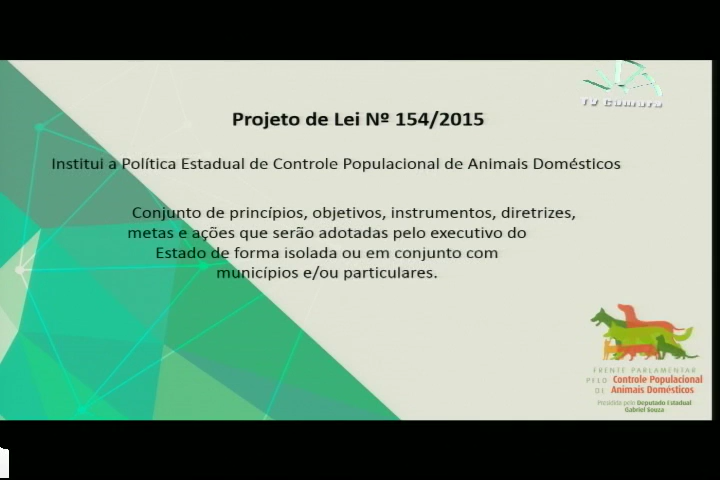 TV Camara
Projeto de Lei Nº 154/2015
Institui a Política Estadual de Controle Populacional de Animais Domésticos
Conjunto de princípios, objetivos, instrumentos, diretrizes,
metas e ações que serão adotadas pelo executivo do
Estado de forma isolada ou em conjunto com
municípios e/ou particulares.
FRENTE PARLAMENTAR
PELO Controle Populacional
DE Animais Domésticos
Presidida pelo Deputado Estadual
Gabriel Souza